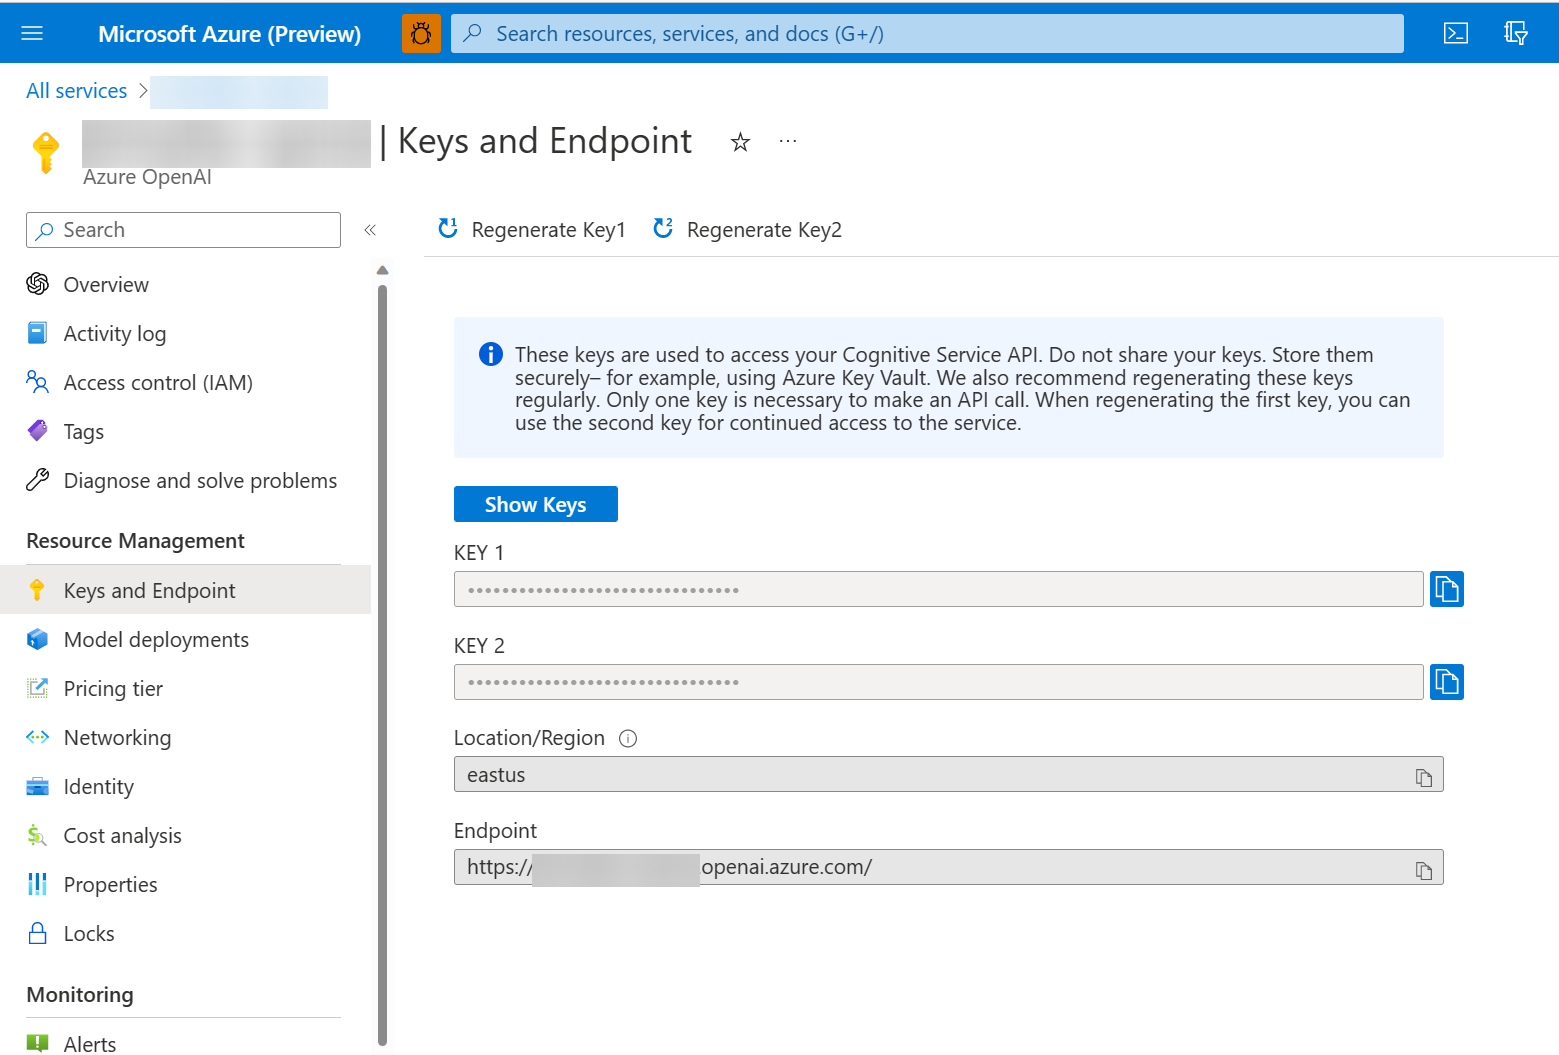 Microsoft Azure (Preview)
Search resources, services, and docs (G+/)
All services >
| Keys and Endpoint
Azure OpenAI
Search
«
Regenerate Key1
Regenerate Key2
Overview
Activity log
Access control (IAM)
Tags
Diagnose and solve problems
Resource Management
Keys and Endpoint
Model deployments
Pricing tier
Networking
Identity
Cost analysis
Properties
Locks
Monitoring
Alerts
These keys are used to access your Cognitive Service API. Do not share your keys. Store them
securely– for example, using Azure Key Vault. We also recommend regenerating these keys
regularly. Only one key is necessary to make an API call. When regenerating the first key, you can
use the second key for continued access to the service.
Show Keys
KEY 1
••••••••••••••••••••••••••••••••
KEY 2
••••••••••••••••••••••••••••••••
Location/Region
eastus
Endpoint
https://
openai.azure.com/